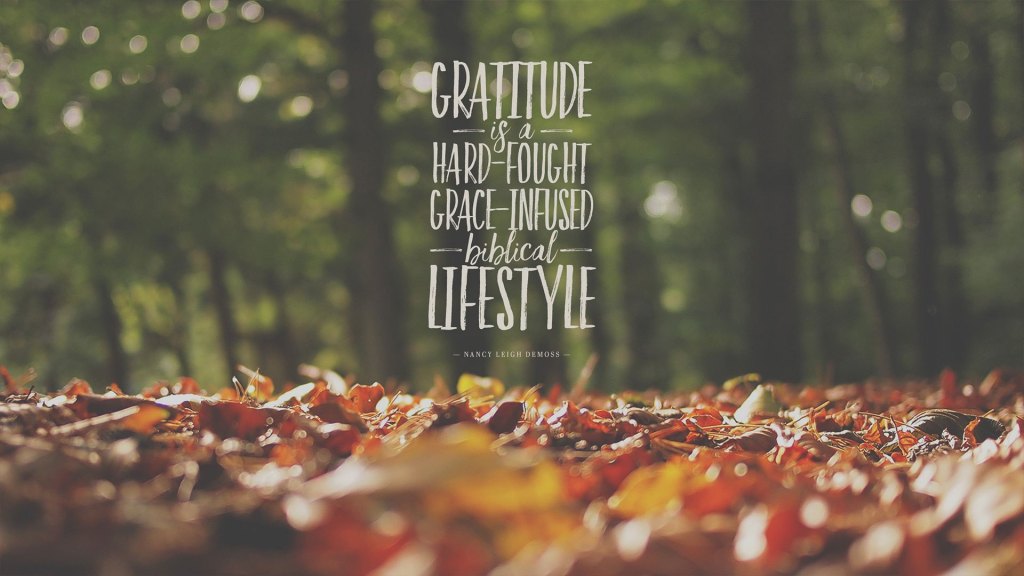 GRATITUDE
is a
HARD-FOUGHT
GRACE-INFUSED
biblical
LIFESTYLE
— NANCY LEIGH DEMOSS —